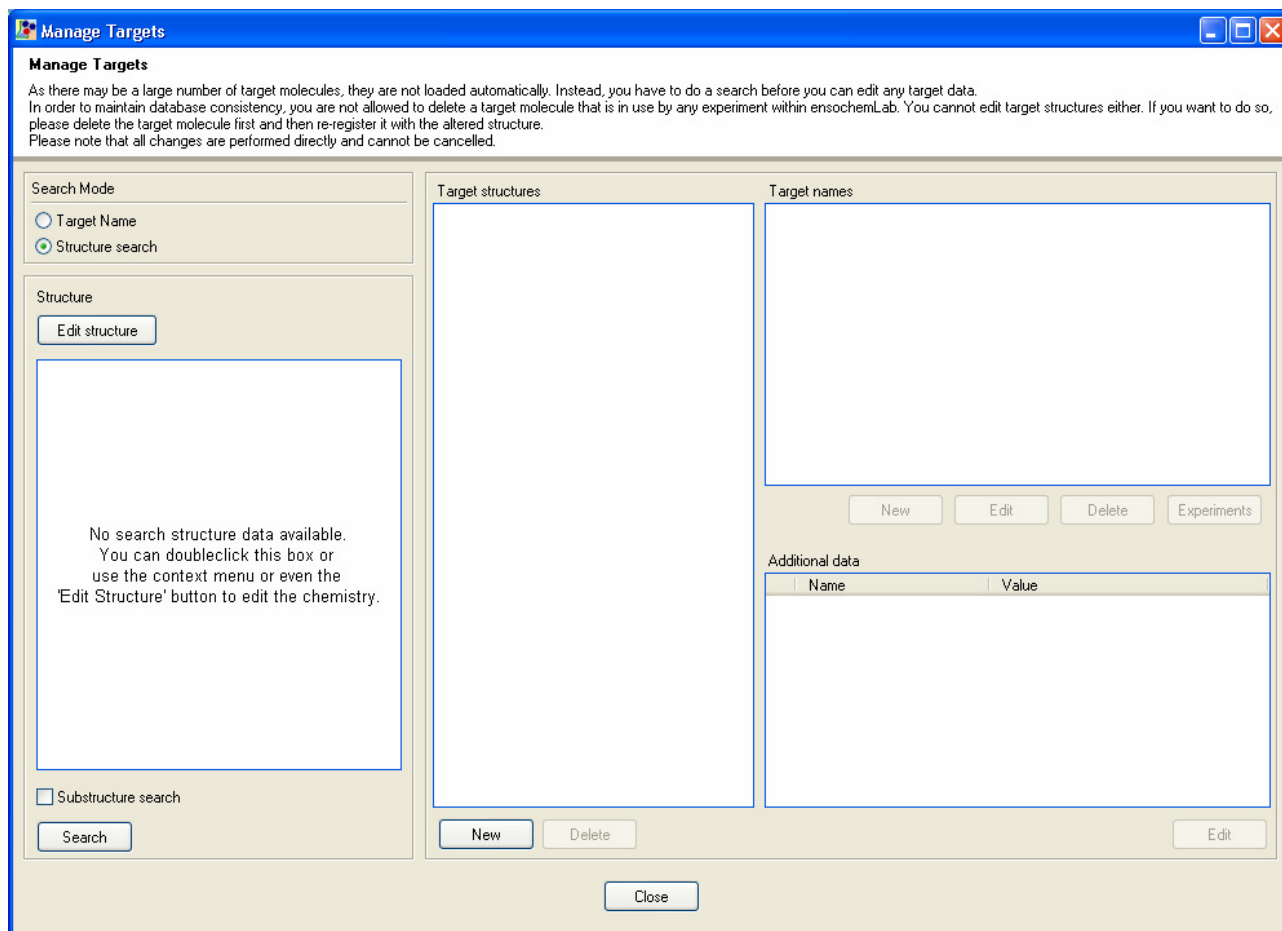 Manage Targets
Manage Targets
As there may be a large number of target molecules, they are not loaded automatically. Instead, you have to do a search before you can edit any target data.
In order to maintain database consistency, you are not allowed to delete a target molecule that is in use by any experiment within ensochemLab. You cannot edit target structures either. If you want to do so,
please delete the target molecule first and then re-register it with the altered structure.
Please note that all changes are performed directly and cannot be cancelled.
Search Mode
Target Name
Structure search
Structure
Edit structure
No search structure data available.
You can doubleclick this box or
use the context menu or even the
'Edit Structure' button to edit the chemistry.
Substructure search
Search
Target structures
New
Delete
Target names
New
Edit
Delete
Experiments
Additional data
Name
Value
Edit
Close